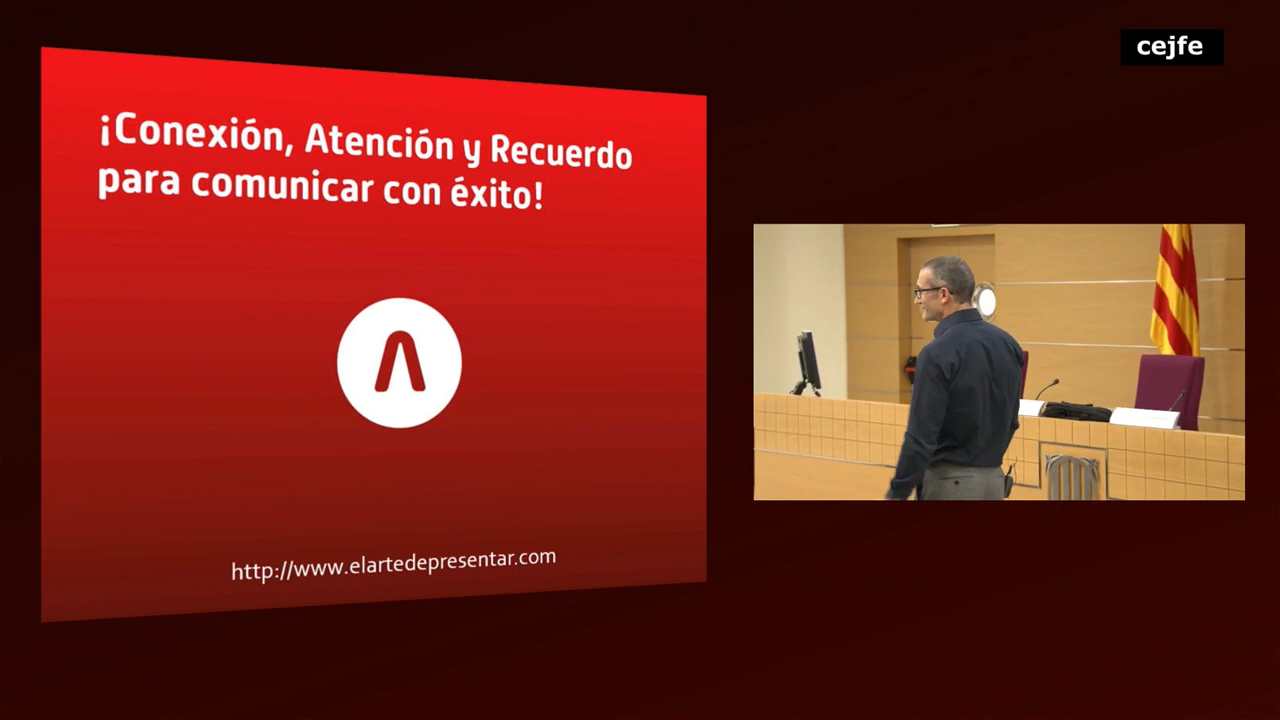 cejfe
¡Conexión, Atención y Recuerdo
para comunicar con éxito!
http://www.elartedepresentar.com